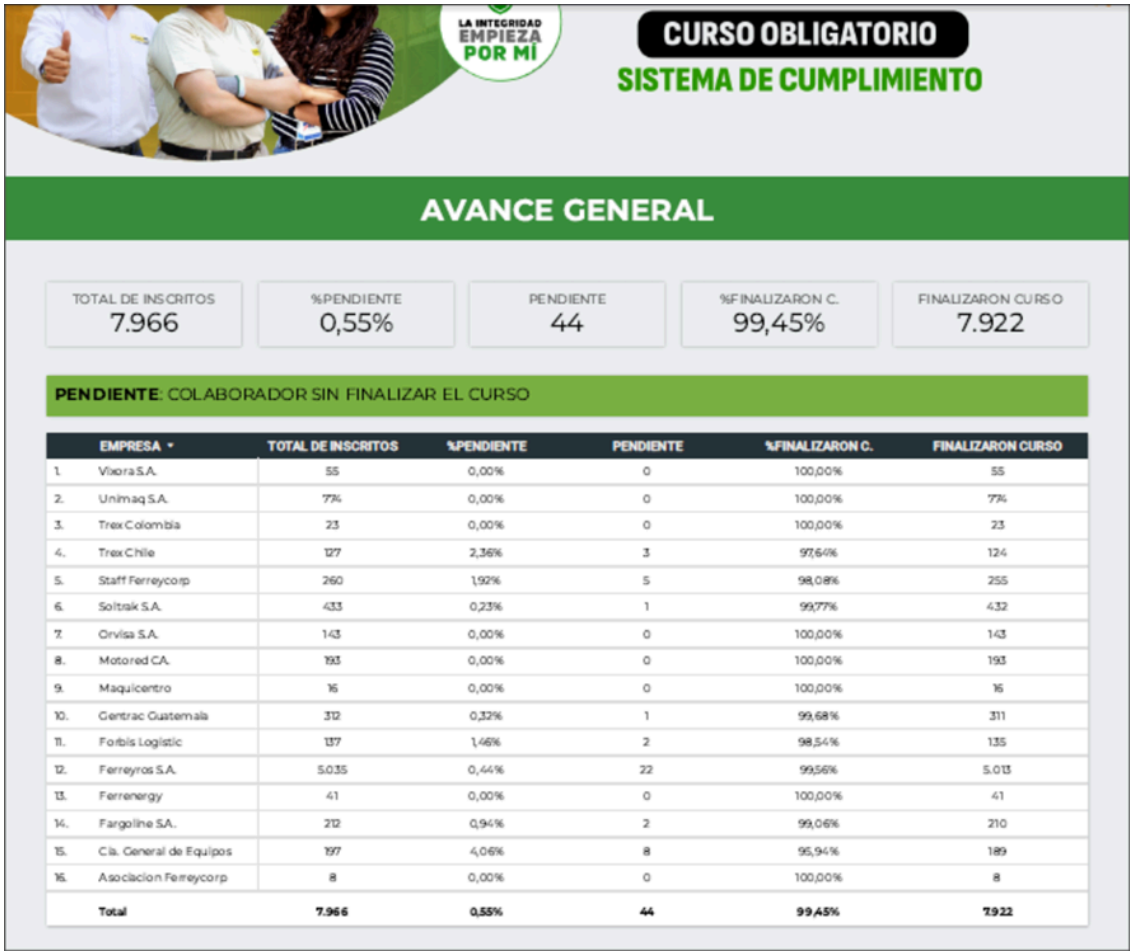 LA INTEGRIDAD
EMPIEZA
POR MÍ
CURSO OBLIGATORIO
SISTEMA DE CUMPLIMIENTO
AVANCE GENERAL
TOTAL DE INSCRITOS %PENDIENTE PENDIENTE %FINALIZARON C. FINALIZARON CURSO
7.966 0,55% 44 99,45% 7.922
PENDIENTE: COLABORADOR SIN FINALIZAR EL CURSO
EMPRESA TOTAL DE INSCRITOS %PENDIENTE PENDIENTE %FINALIZARON C. FINALIZARON CURSO
1. Vixora S.A. 55 0,00% 0 100,00% 55
2. Unimaq S.A. 774 0,00% 0 100,00% 774
3. Trex Colombia 23 0,00% 0 100,00% 23
4. Trex Chile 127 2,36% 3 97,64% 124
5. Staff Ferreycorp 260 1,92% 5 98,08% 255
6. Soltrak S.A. 433 0,23% 1 99,77% 432
7. Orvisa S.A. 143 0,00% 0 100,00% 143
8. Motored CA. 193 0,00% 0 100,00% 193
9. Maquicentro 16 0,00% 0 100,00% 16
10. Gentrac Guatemala 312 0,32% 1 99,68% 311
11. Forbis Logistic 137 1,46% 2 98,54% 135
12. Ferreyros S.A. 5.035 0,44% 22 99,56% 5.013
13. Ferrenergy 41 0,00% 0 100,00% 41
14. Fargoline S.A. 212 0,94% 2 99,06% 210
15. Cía. General de Equipos 197 4,06% 8 95,94% 189
16. Asociacion Ferreycorp 8 0,00% 0 100,00% 8
Total 7.966 0,55% 44 99,45% 7.922